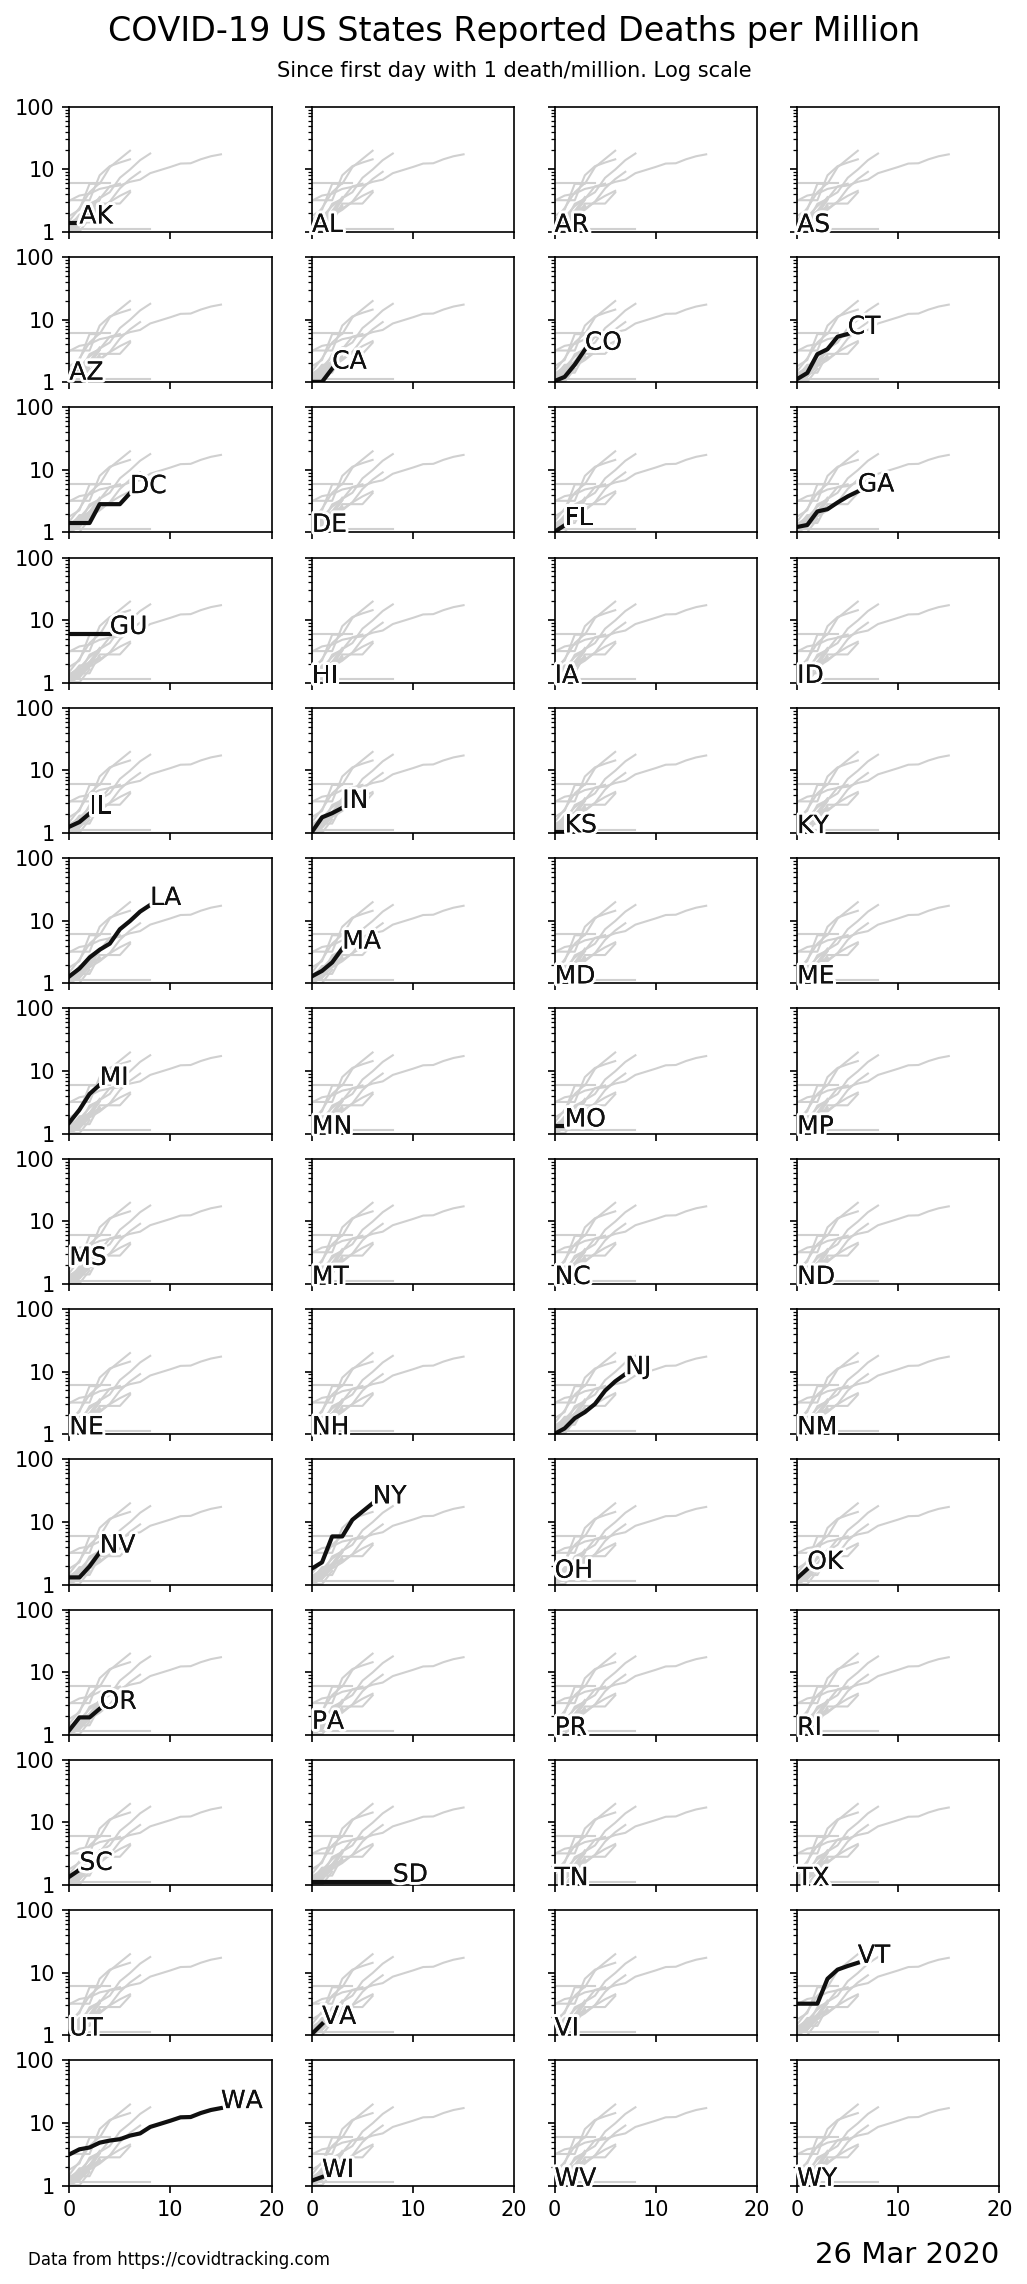 COVID-19 US States Reported Deaths per Million
Since first day with 1 death/million. Log scale
100
10
1
AK
AL
AR
AS
100
10
1
AZ
CA
CO
CT
100
10
1
DC
DE
FL
GA
100
10
1
GU
HI
IA
ID
100
10
1
IL
IN
KS
KY
100
10
1
LA
MA
MD
ME
100
10
1
MI
MN
MO
MP
100
10
1
MS
MT
NC
ND
100
10
1
NE
NH
NJ
NM
100
10
1
NV
NY
OH
OK
100
10
1
OR
PA
PR
RI
100
10
1
SC
SD
TN
TX
100
10
1
UT
VA
VI
VT
100
10
1
WA
WI
WV
WY
0 10 20 0 10 20 0 10 20 0 10 20
Data from https://covidtracking.com
26 Mar 2020